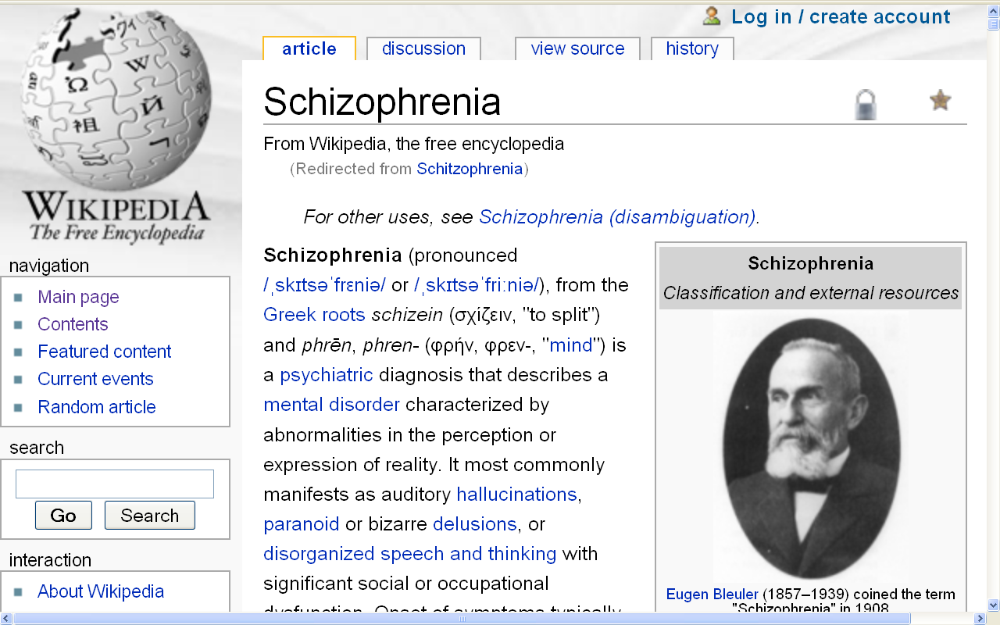 Log in / create account
article discussion view source history
WIKIPEDIA
The Free Encyclopedia
navigation
Main page
Contents
Featured content
Current events
Random article
search
Go Search
interaction
About Wikipedia
Schizophrenia
From Wikipedia, the free encyclopedia
(Redirected from Schitzophrenia)
For other uses, see Schizophrenia (disambiguation).
Schizophrenia (pronounced
/ˌskɪtsəˈfrɛniə/ or /ˌskɪtsəˈfriːniə/), from the
Greek roots schizein (σχίζειν, "to split")
and phrēn, phren- (φρήν, φρεν-, "mind") is
a psychiatric diagnosis that describes a
mental disorder characterized by
abnormalities in the perception or
expression of reality. It most commonly
manifests as auditory hallucinations,
paranoid or bizarre delusions, or
disorganized speech and thinking with
significant social or occupational
dysfunction. Onset of symptoms typically
Schizophrenia
Classification and external resources
Eugen Bleuler (1857–1939) coined the term
"Schizophrenia" in 1908